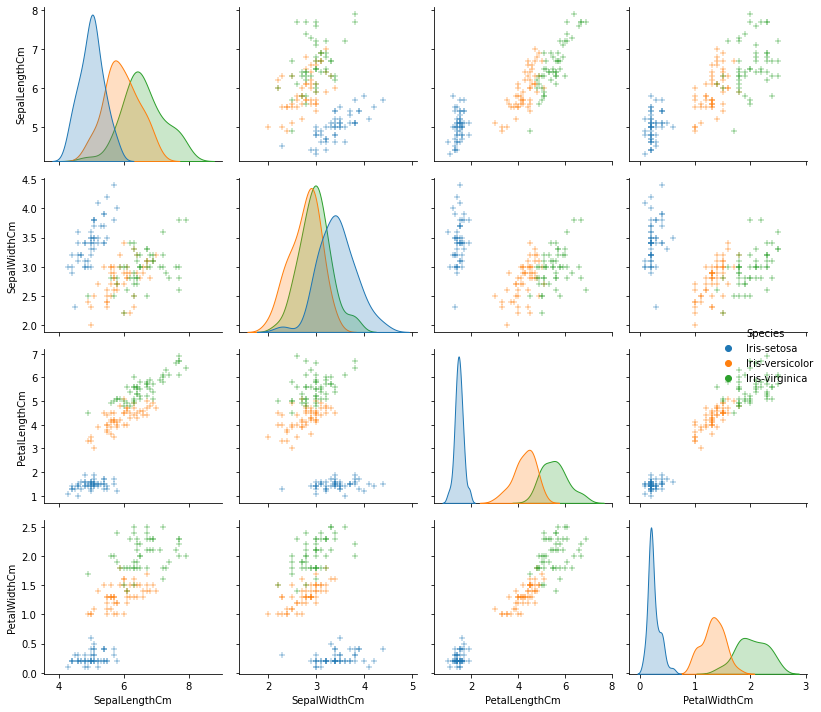 8
7
6
5
SepalLengthCm
4.5
4.0
3.5
3.0
2.5
2.0
SepalWidthCm
Species
Iris-setosa
Iris-versicolor
Iris-virginica
7
6
5
4
3
2
1
PetalLengthCm
2.5
2.0
1.5
1.0
0.5
0.0
PetalWidthCm
4 6 8
SepalLengthCm
2 3 4 5
SepalWidthCm
2 4 6 8
PetalLengthCm
0 1 2 3
PetalWidthCm